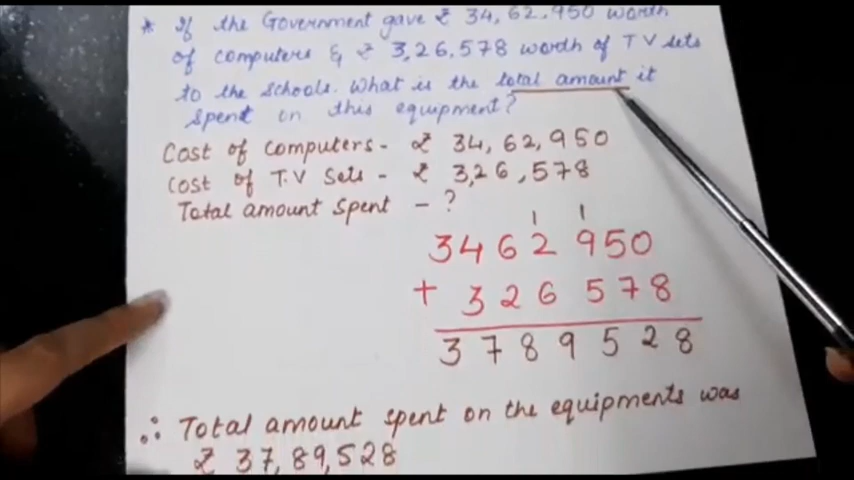 * If the Government gave ₹ 34,62,950 worth
of computers & ₹ 3,26,578 worth of TV sets
to the schools. What is the total amount it
spent on this equipment?
Cost of computers - ₹ 34,62,950
Cost of T.V Sets - ₹ 3,26,578
Total amount Spent - ?
1 1
3462950
+ 326578
3789528
∴ Total amount spent on the equipments was
₹ 37,89,528